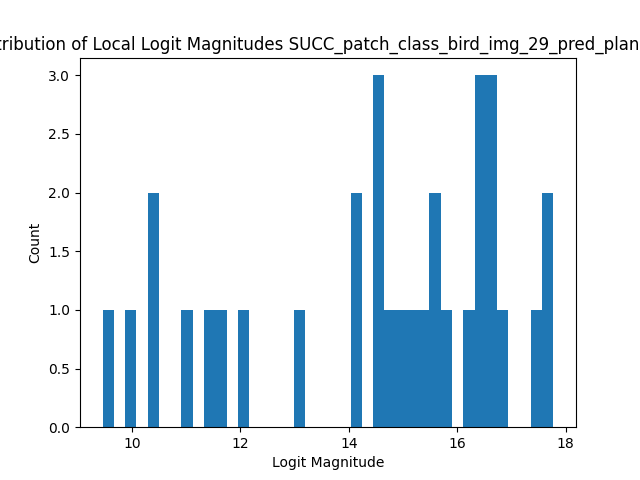 tribution of Local Logit Magnitudes SUCC_patch_class_bird_img_29_pred_plan
3.0
2.5
2.0
1.5
1.0
0.5
0.0
Count
10 12 14 16 18
Logit Magnitude